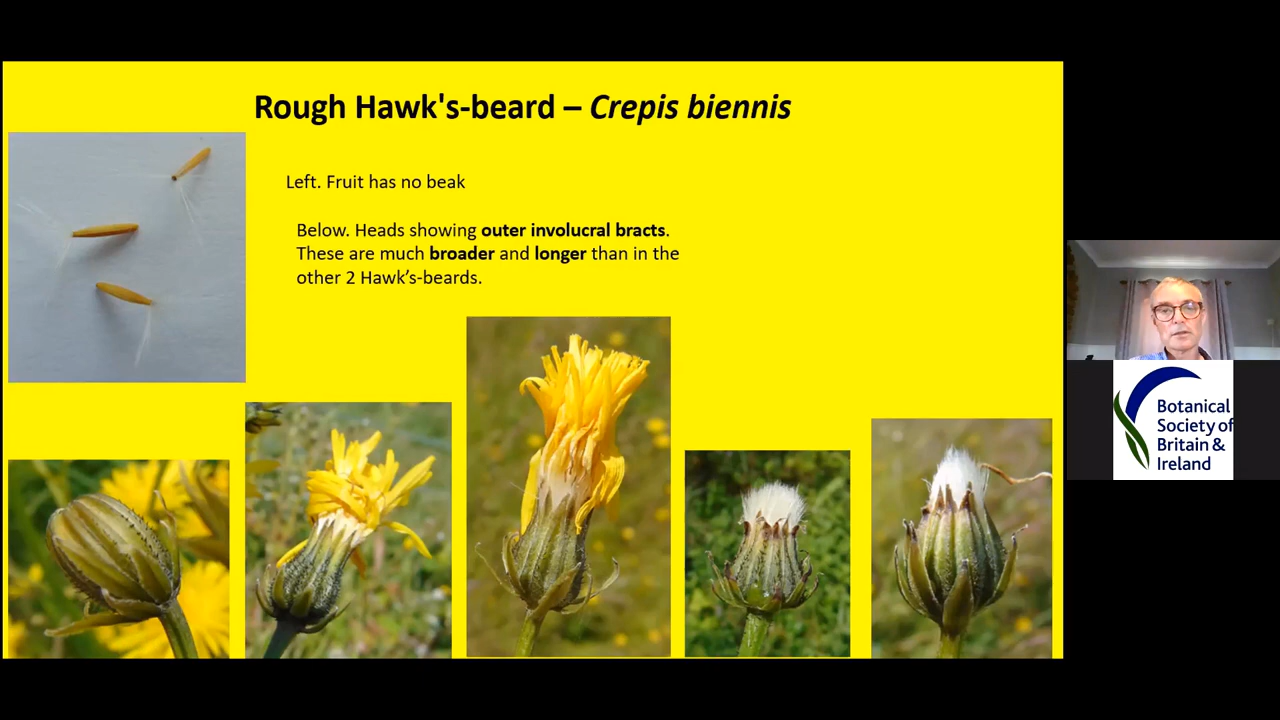 Rough Hawk's-beard – Crepis biennis
Left. Fruit has no beak
Below. Heads showing outer involucral bracts.
These are much broader and longer than in the
other 2 Hawk’s-beards.
Botanical
Society of
Britain &
Ireland